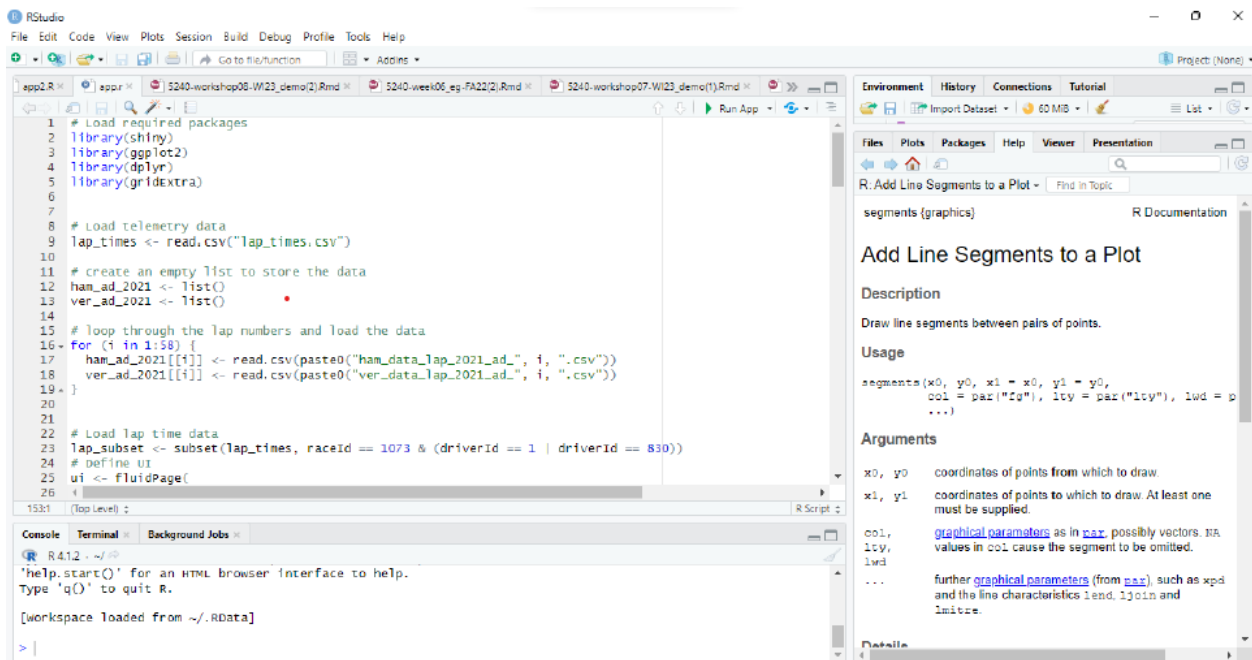 RStudio
File Edit Code View Plots Session Build Debug Profile Tools Help
Go to file/function
Addins
Project: (None)
app2.R
app.r
5240-workshop08-WI23_demo(2).Rmd
5240-week06_eg-FA22(2).Rmd
5240-workshop07-WI23_demo(1).Rmd
Run App
1 # Load required packages
2 library(shiny)
3 library(ggplot2)
4 library(dplyr)
5 library(gridExtra)
6
7
8 # Load telemetry data
9 lap_times <- read.csv("lap_times.csv")
10
11 # create an empty list to store the data
12 ham_ad_2021 <- list()
13 ver_ad_2021 <- list()
14
15 # loop through the lap numbers and load the data
16 for (i in 1:58) {
17 ham_ad_2021[[i]] <- read.csv(paste0("ham_data_lap_2021_ad_", i, ".csv"))
18 ver_ad_2021[[i]] <- read.csv(paste0("ver_data_lap_2021_ad_", i, ".csv"))
19 }
20
21
22 # Load lap time data
23 lap_subset <- subset(lap_times, raceId == 1073 & (driverId == 1 | driverId == 830))
24 # Define UI
25 ui <- fluidPage(
26
153:1 (Top Level) R Script
Console Terminal Background Jobs
R 4.1.2 · ~/
'help.start()' for an HTML browser interface to help.
Type 'q()' to quit R.
[Workspace loaded from ~/.RData]
>
Environment History Connections Tutorial
Import Dataset 60 MiB List
Files Plots Packages Help Viewer Presentation
R: Add Line Segments to a Plot Find in Topic
segments {graphics} R Documentation
Add Line Segments to a Plot
Description
Draw line segments between pairs of points.
Usage
segments(x0, y0, x1 = x0, y1 = y0,
col = par("fg"), lty = par("lty"), lwd = p
...)
Arguments
x0, y0 coordinates of points from which to draw.
x1, y1 coordinates of points to which to draw. At least one
must be supplied.
col, graphical parameters as in par, possibly vectors. NA
lty, values in col cause the segment to be omitted.
lwd
... further graphical parameters (from par), such as xpd
and the line characteristics lend, ljoin and
lmitre.
Details